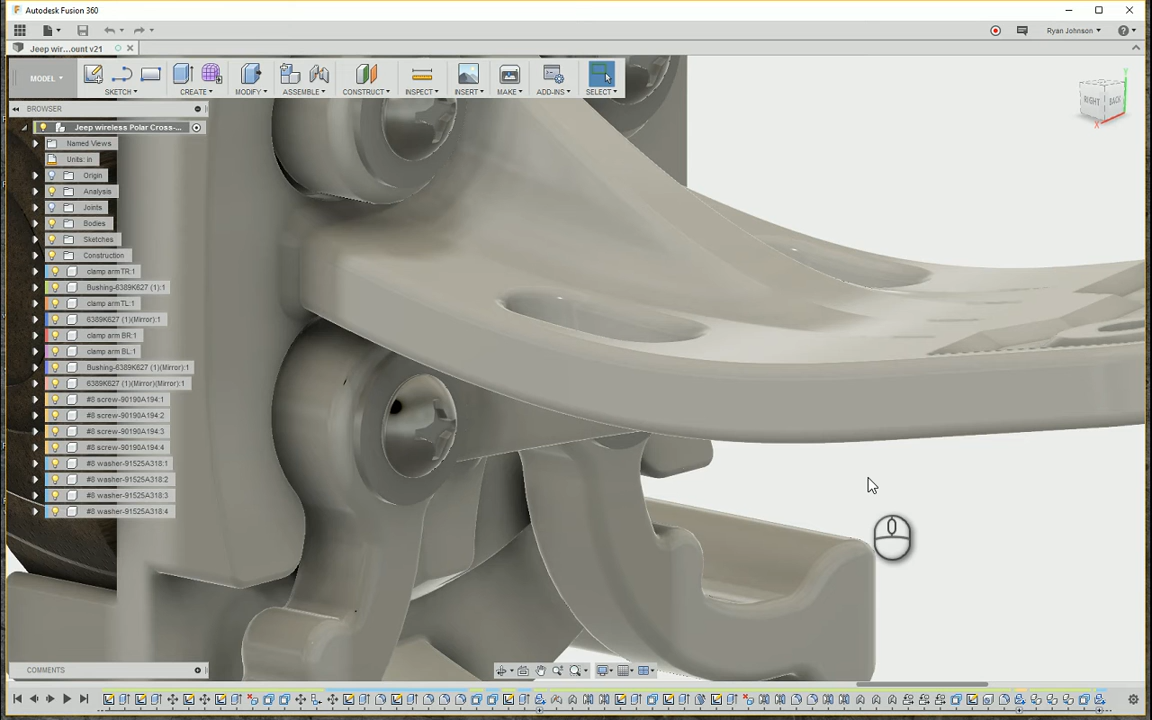 Autodesk Fusion 360
Ryan Johnson
Jeep wir...ount v21
MODEL
SKETCH
CREATE
MODIFY
ASSEMBLE
CONSTRUCT
INSPECT
INSERT
MAKE
ADD-INS
SELECT
Y
RIGHT
BACK
X
BROWSER
Jeep wireless Polar Cross-...
Named Views
Units: in
Origin
Analysis
Joints
Bodies
Sketches
Construction
clamp arm TR:1
Bushing-6389K627 (1):1
clamp arm TL:1
6389K627 (1)(Mirror):1
clamp arm BR:1
clamp arm BL:1
Bushing-6389K627 (1)(Mirror):1
6389K627 (1)(Mirror)(Mirror):1
#8 screw-90190A194:1
#8 screw-90190A194:2
#8 screw-90190A194:3
#8 screw-90190A194:4
#8 washer-91525A318:1
#8 washer-91525A318:2
#8 washer-91525A318:3
#8 washer-91525A318:4
COMMENTS